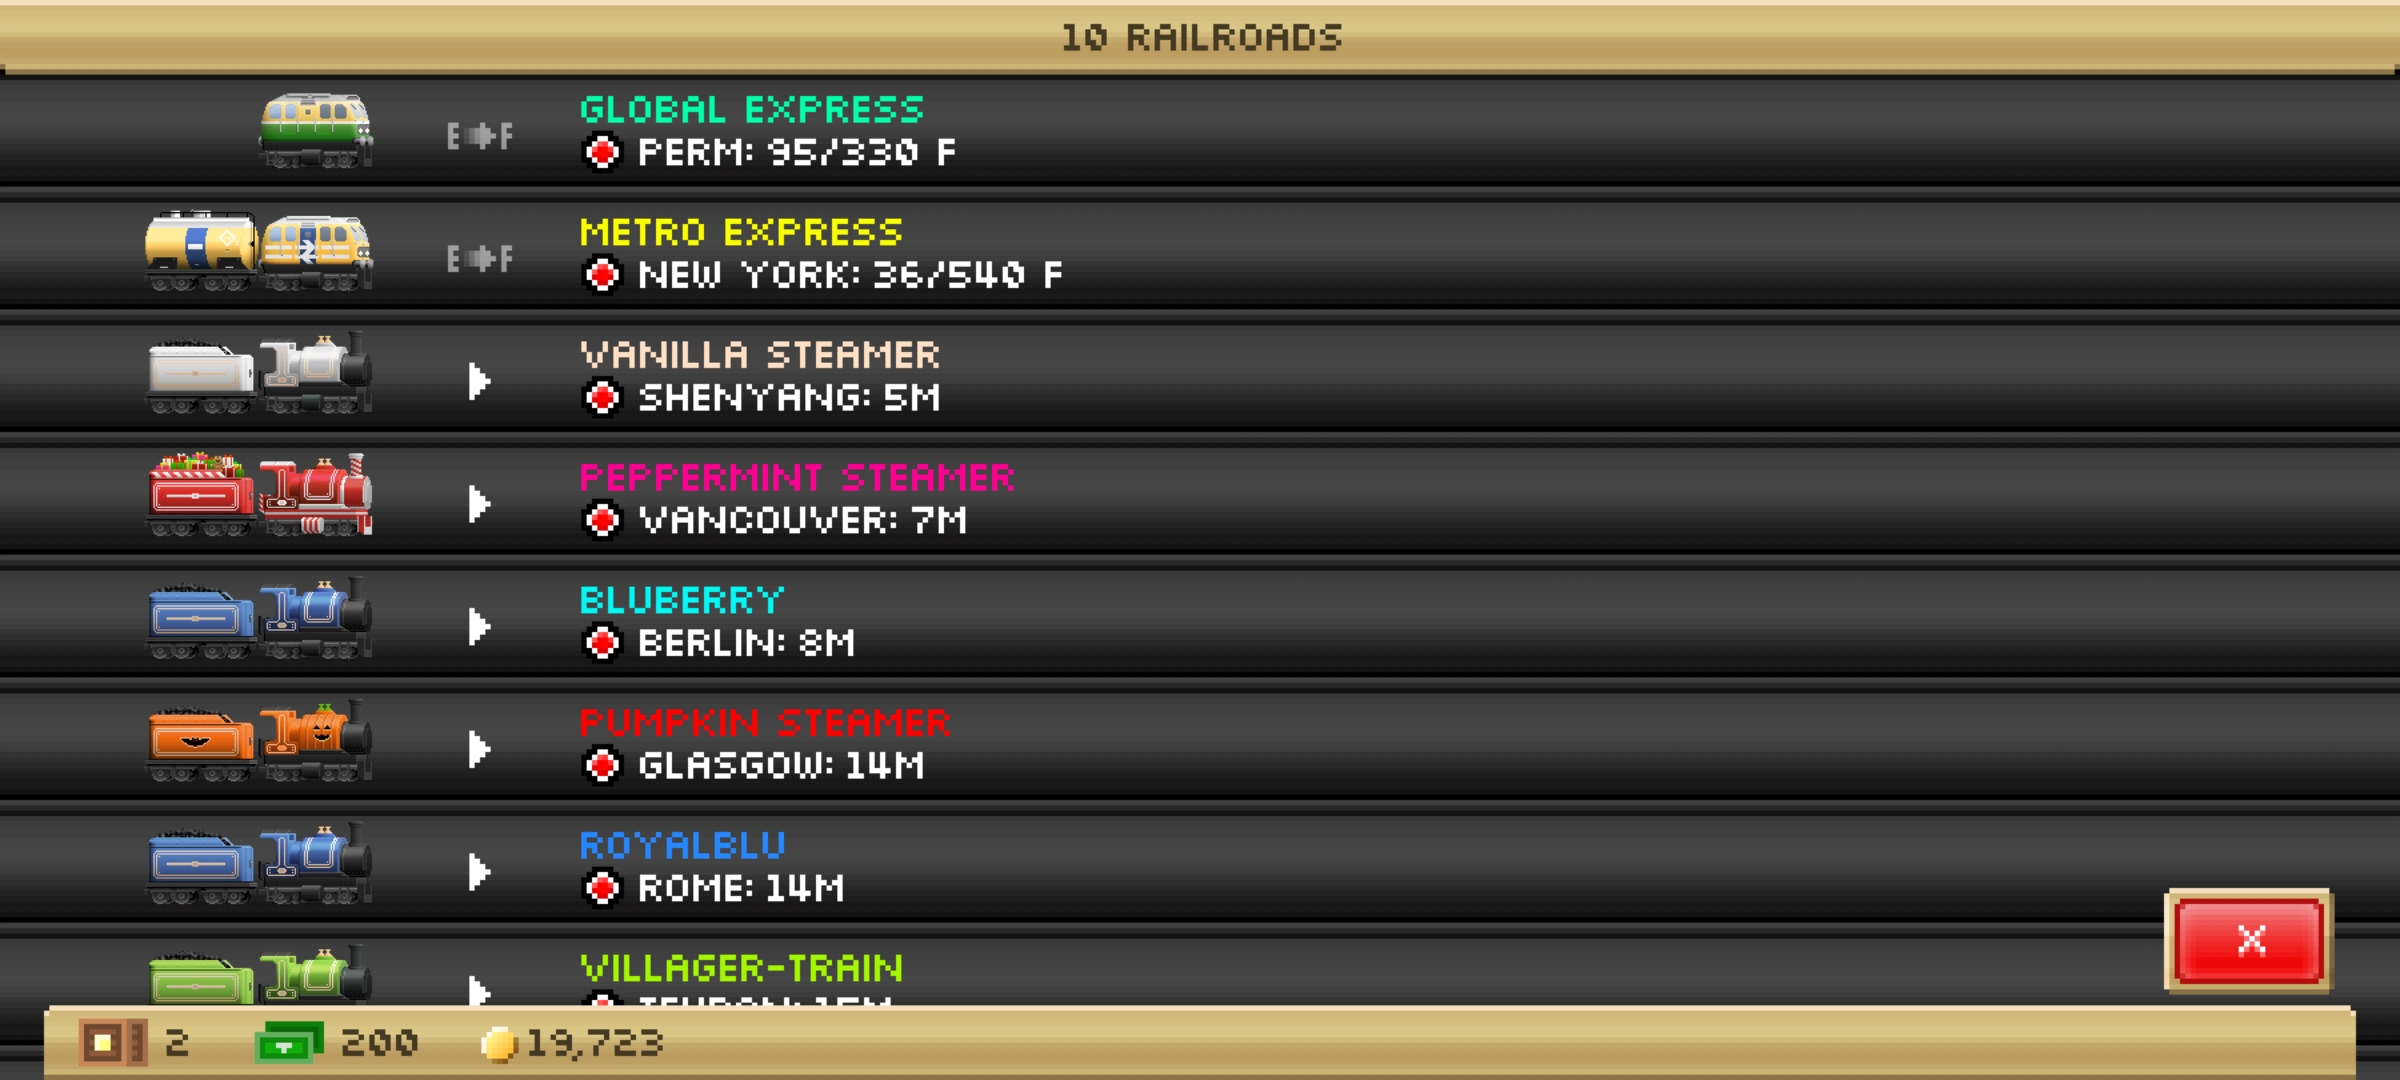 10 RAILROADS
E F
GLOBAL EXPRESS
PERM: 95/330 F
E F
METRO EXPRESS
NEW YORK: 36/540 F
VANILLA STEAMER
SHENYANG: 5M
PEPPERMINT STEAMER
VANCOUVER: 7M
BLUBERRY
BERLIN: 8M
PUMPKIN STEAMER
GLASGOW: 14M
ROYALBLU
ROME: 14M
X
VILLAGER-TRAIN
2 200 19,723